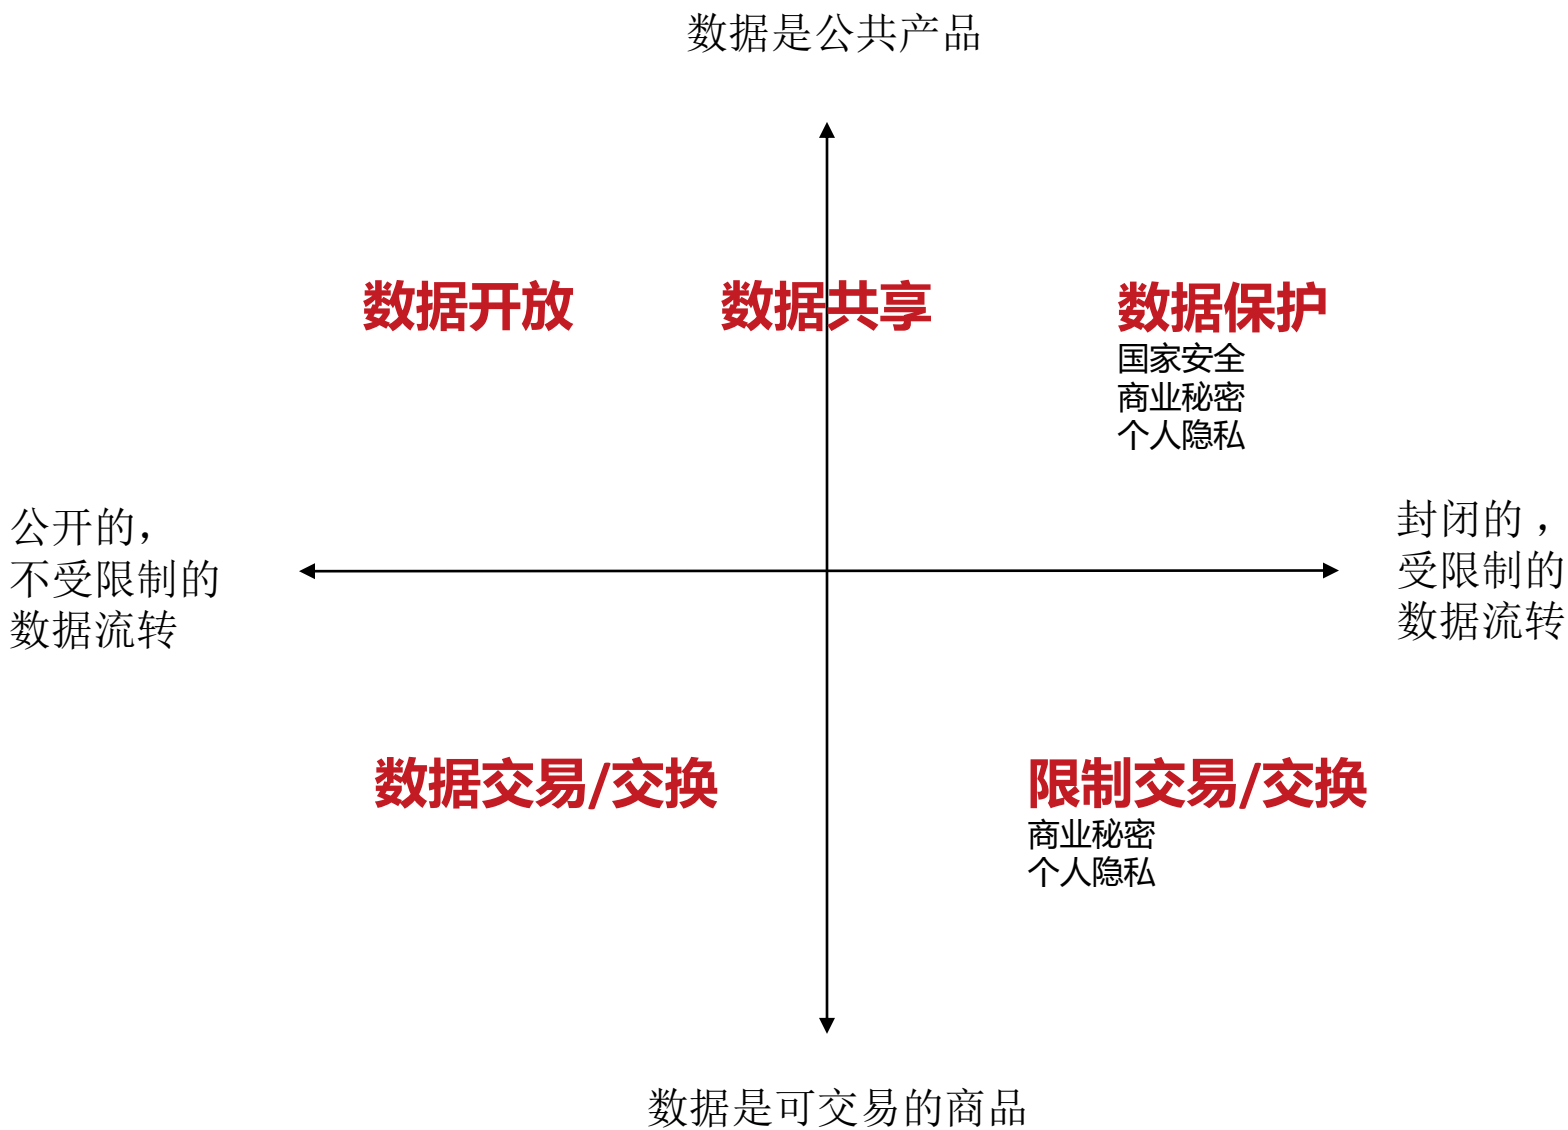 数据是公共产品
数据开放
数据共享
数据保护
国家安全
商业秘密
个人隐私
公开的，
不受限制的
数据流转
封闭的，
受限制的
数据流转
数据交易/交换
限制交易/交换
商业秘密
个人隐私
数据是可交易的商品